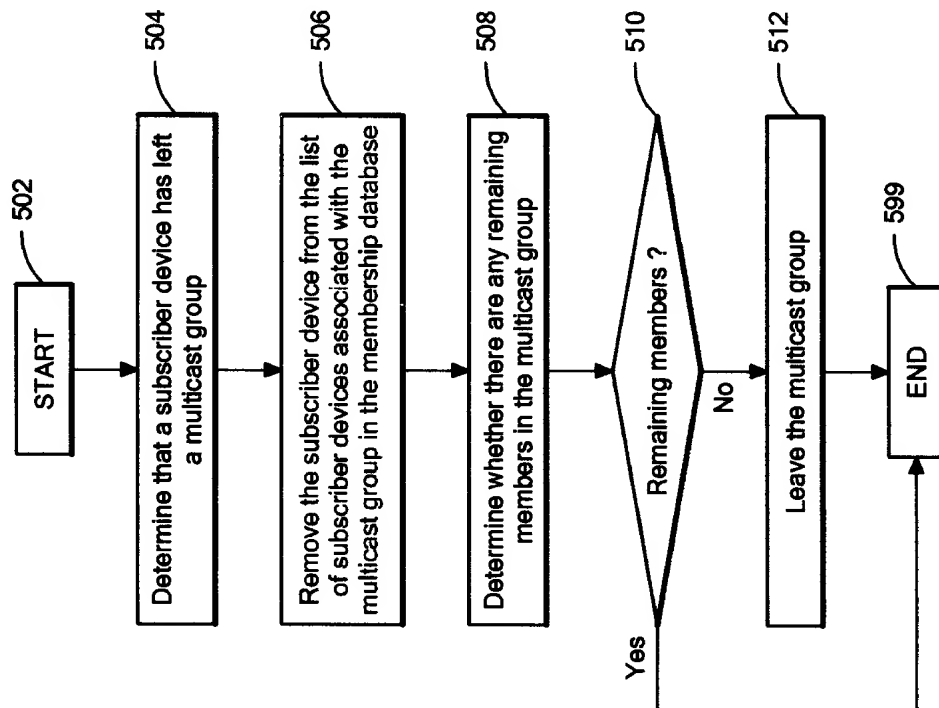 START
502
Determine that a subscriber device has left
a multicast group
504
Remove the subscriber device from the list
of subscriber devices associated with the
multicast group in the membership database
506
Determine whether there are any remaining
members in the multicast group
508
Remaining members ?
510
Yes
No
Leave the multicast group
512
END
599